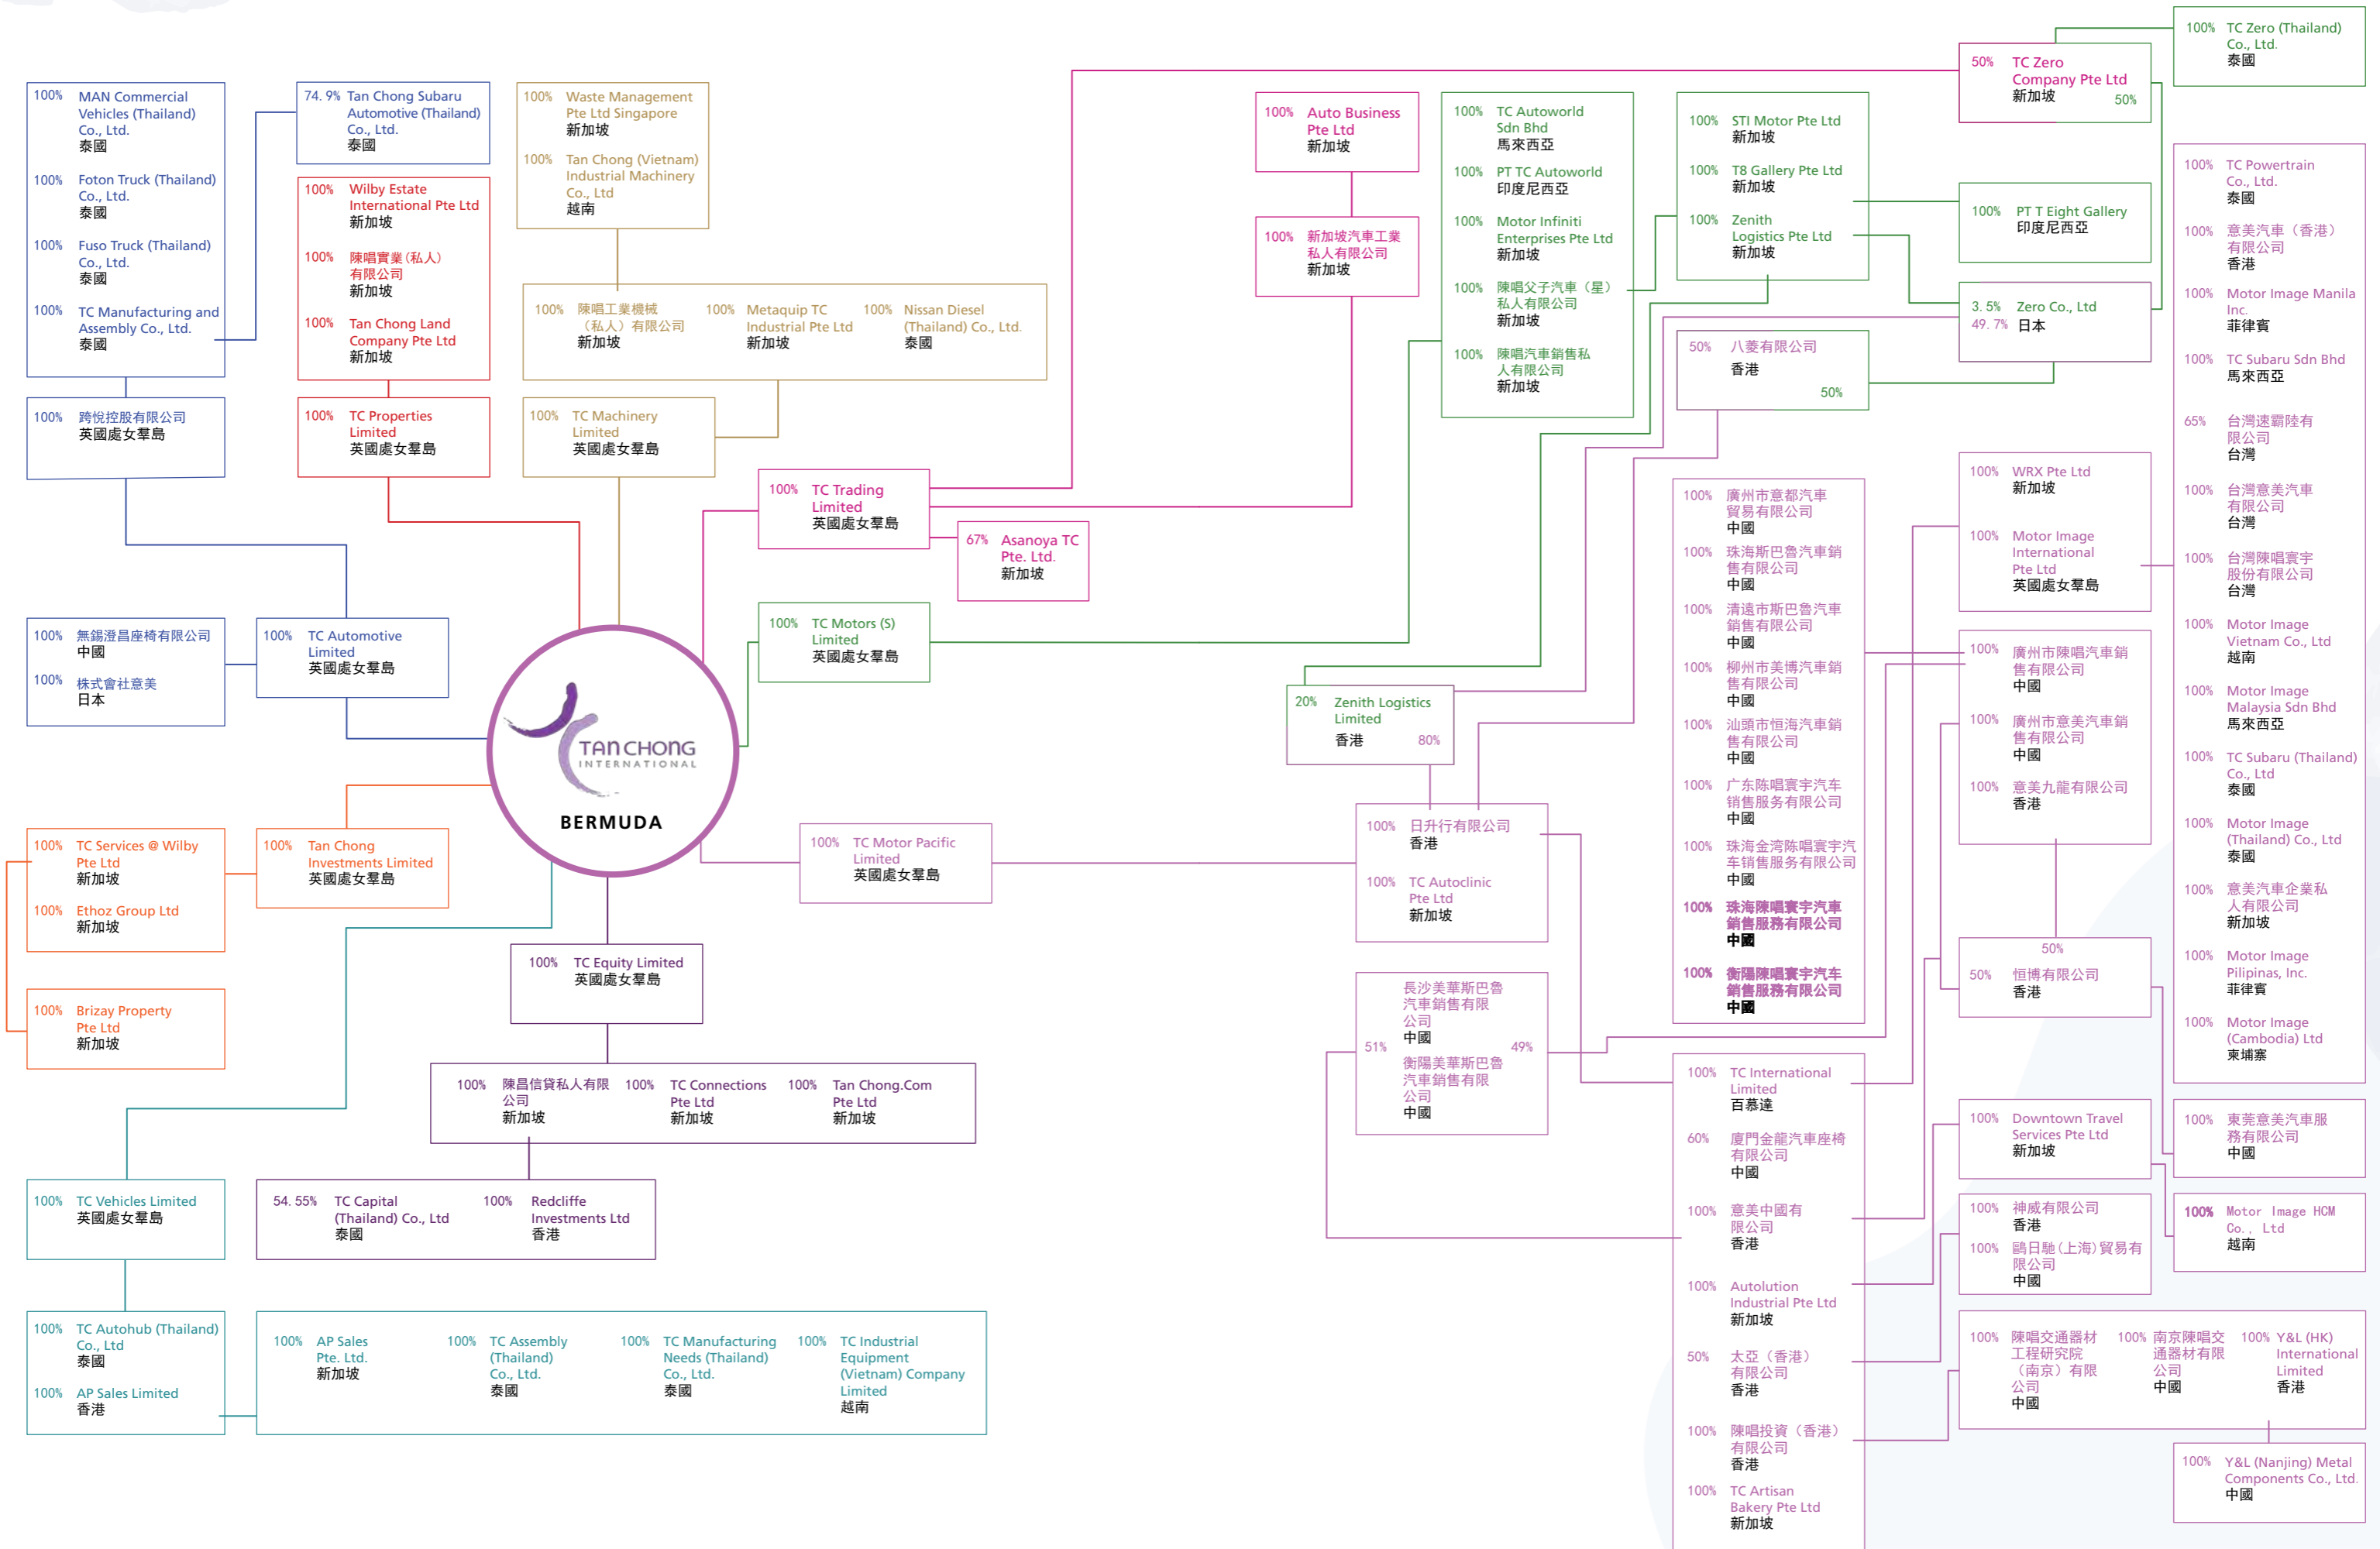 100% MAN Commercial
Vehicles (Thailand)
Co., Ltd.
泰國
100% Foton Truck (Thailand)
Co., Ltd.
泰國
100% Fuso Truck (Thailand)
Co., Ltd.
泰國
100% TC Manufacturing and
Assembly Co., Ltd.
泰國
100% 跨悅控股有限公司
英國處女羣島
74.9% Tan Chong Subaru
Automotive (Thailand)
Co., Ltd.
泰國
100% Wilby Estate
International Pte Ltd
新加坡
100% 陳唱實業(私人)
有限公司
新加坡
100% Tan Chong Land
Company Pte Ltd
新加坡
100% TC Properties
Limited
英國處女羣島
100% Waste Management
Pte Ltd Singapore
新加坡
100% Tan Chong (Vietnam)
Industrial Machinery
Co., Ltd
越南
100% 陳唱工業機械
（私人）有限公司
新加坡
100% Metaquip TC
Industrial Pte Ltd
新加坡
100% Nissan Diesel
(Thailand) Co., Ltd.
泰國
100% TC Machinery
Limited
英國處女羣島
100% TC Trading
Limited
英國處女羣島
67% Asanoya TC
Pte. Ltd.
新加坡
100% TC Motors (S)
Limited
英國處女羣島
100% 無錫澄昌座椅有限公司
中國
100% 株式會社意美
日本
100% TC Automotive
Limited
英國處女羣島
TAN CHONG
INTERNATIONAL
BERMUDA
100% TC Services @ Wilby
Pte Ltd
新加坡
100% Ethoz Group Ltd
新加坡
100% Tan Chong
Investments Limited
英國處女羣島
100% Brizay Property
Pte Ltd
新加坡
100% TC Motor Pacific
Limited
英國處女羣島
100% TC Equity Limited
英國處女羣島
100% 陳昌信貸私人有限
公司
新加坡
100% TC Connections
Pte Ltd
新加坡
100% Tan Chong.Com
Pte Ltd
新加坡
54.55% TC Capital
(Thailand) Co., Ltd
泰國
100% Redcliffe
Investments Ltd
香港
100% TC Vehicles Limited
英國處女羣島
100% TC Autohub (Thailand)
Co., Ltd
泰國
100% AP Sales Limited
香港
100% AP Sales
Pte. Ltd.
新加坡
100% TC Assembly
(Thailand)
Co., Ltd.
泰國
100% TC Manufacturing
Needs (Thailand)
Co., Ltd.
泰國
100% TC Industrial
Equipment
(Vietnam) Company
Limited
越南
100% Auto Business
Pte Ltd
新加坡
100% 新加坡汽車工業
私人有限公司
新加坡
100% TC Autoworld
Sdn Bhd
馬來西亞
100% PT TC Autoworld
印度尼西亞
100% Motor Infiniti
Enterprises Pte Ltd
新加坡
100% 陳唱父子汽車（星）
私人有限公司
新加坡
100% 陳唱汽車銷售私
人有限公司
新加坡
100% STI Motor Pte Ltd
新加坡
100% T8 Gallery Pte Ltd
新加坡
100% Zenith
Logistics Pte Ltd
新加坡
50% 八菱有限公司
香港
50%
50% TC Zero
Company Pte Ltd
新加坡
50%
100% TC Zero (Thailand)
Co., Ltd.
泰國
100% PT T Eight Gallery
印度尼西亞
3.5% Zero Co., Ltd
49.7% 日本
20% Zenith Logistics
Limited
香港 80%
100% 日升行有限公司
香港
100% TC Autoclinic
Pte Ltd
新加坡
長沙美華斯巴魯
汽車銷售有限
公司
中國
51% 49%
衡陽美華斯巴魯
汽車銷售有限
公司
中國
100% 廣州市意都汽車
貿易有限公司
中國
100% 珠海斯巴魯汽車銷
售有限公司
中國
100% 清遠市斯巴魯汽車
銷售有限公司
中國
100% 柳州市美博汽車銷
售有限公司
中國
100% 汕頭市恒海汽車銷
售有限公司
中國
100% 广东陈唱寰宇汽车
销售服务有限公司
中國
100% 珠海金湾陈唱寰宇汽
车销售服务有限公司
中國
100% 珠海陳唱寰宇汽車
銷售服務有限公司
中國
100% 衡陽陳唱寰宇汽车
銷售服務有限公司
中國
100% TC International
Limited
百慕達
60% 廈門金龍汽車座椅
有限公司
中國
100% 意美中國有
限公司
香港
100% Autolution
Industrial Pte Ltd
新加坡
50% 太亞（香港）
有限公司
香港
100% 陳唱投資（香港）
有限公司
香港
100% TC Artisan
Bakery Pte Ltd
新加坡
100% WRX Pte Ltd
新加坡
100% Motor Image
International
Pte Ltd
英國處女羣島
100% 廣州市陳唱汽車銷
售有限公司
中國
100% 廣州市意美汽車銷
售有限公司
中國
100% 意美九龍有限公司
香港
50%
50% 恒博有限公司
香港
100% Downtown Travel
Services Pte Ltd
新加坡
100% 神威有限公司
香港
100% 鷗日馳(上海)貿易有
限公司
中國
100% 陳唱交通器材
工程研究院
（南京）有限
公司
中國
100% 南京陳唱交
通器材有限
公司
中國
100% Y&L (HK)
International
Limited
香港
100% Y&L (Nanjing) Metal
Components Co., Ltd.
中國
100% TC Powertrain
Co., Ltd.
泰國
100% 意美汽車（香港）
有限公司
香港
100% Motor Image Manila
Inc.
菲律賓
100% TC Subaru Sdn Bhd
馬來西亞
65% 台灣速霸陸有
限公司
台灣
100% 台灣意美汽車
有限公司
台灣
100% 台灣陳唱寰宇
股份有限公司
台灣
100% Motor Image
Vietnam Co., Ltd
越南
100% Motor Image
Malaysia Sdn Bhd
馬來西亞
100% TC Subaru (Thailand)
Co., Ltd
泰國
100% Motor Image
(Thailand) Co., Ltd
泰國
100% 意美汽車企業私
人有限公司
新加坡
100% Motor Image
Pilipinas, Inc.
菲律賓
100% Motor Image
(Cambodia) Ltd
柬埔寨
100% 東莞意美汽車服
務有限公司
中國
100% Motor Image HCM
Co., Ltd
越南